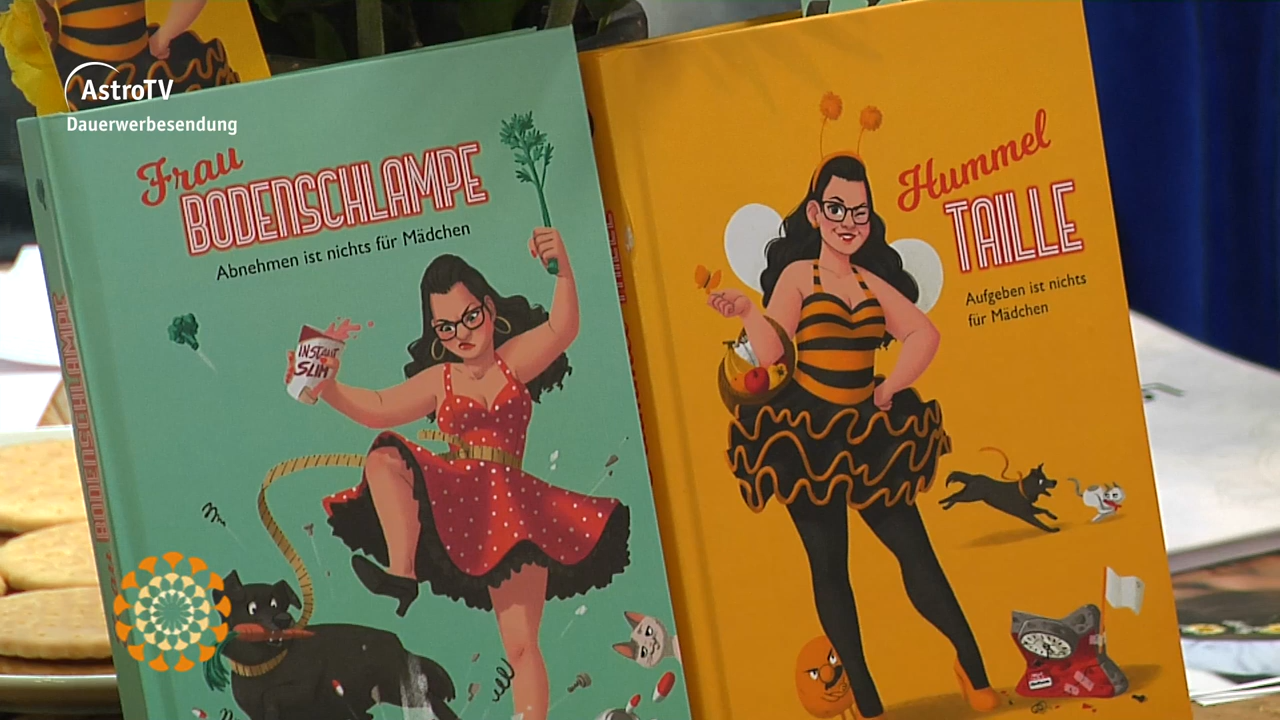 AstroTV
Dauerwerbesendung
Frau
BODENSCHLAMPE
Abnehmen ist nichts für Mädchen
INSTANT
SLIM
BODENSCHLAMPE
Hummel
TAILLE
Aufgeben ist nichts
für Mädchen